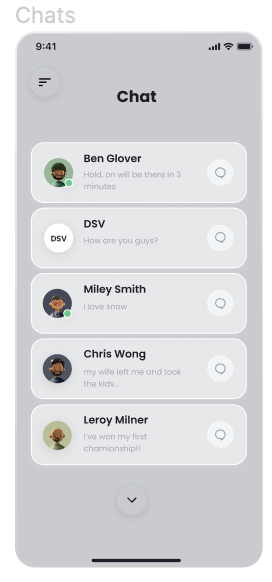 Chats
9:41
Chat
Ben Glover
Hold, on will be there in 3
minutes
DSV
DSV
How are you guys?
Miley Smith
I love snow
Chris Wong
my wife left me and took
the kids...
Leroy Milner
I've won my first
chamionship!!